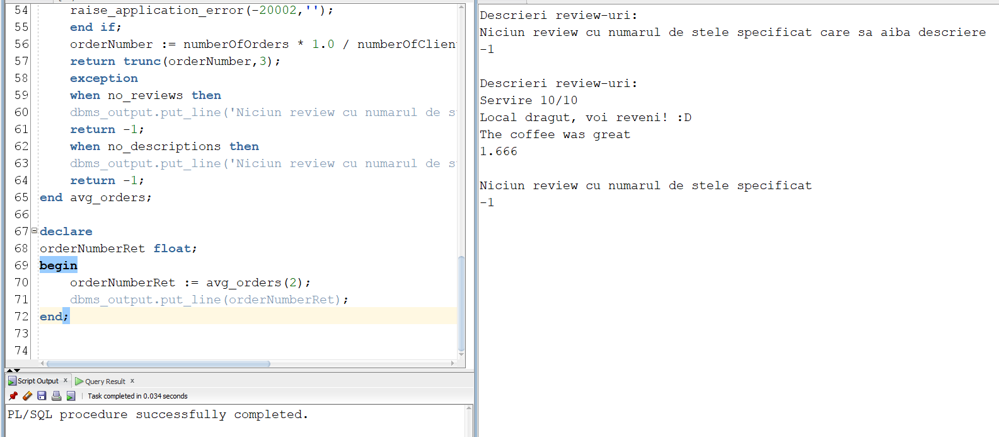 54 raise_application_error(-20002,'');
55 end if;
56 orderNumber := numberOfOrders * 1.0 / numberOfClien
57 return trunc(orderNumber,3);
58 exception
59 when no_reviews then
60 dbms_output.put_line('Niciun review cu numarul de s
61 return -1;
62 when no_descriptions then
63 dbms_output.put_line('Niciun review cu numarul de s
64 return -1;
65 end avg_orders;
66
67 declare
68 orderNumberRet float;
69 begin
70 orderNumberRet := avg_orders(2);
71 dbms_output.put_line(orderNumberRet);
72 end;
73
74
Script Output x Query Result x
Task completed in 0.034 seconds
PL/SQL procedure successfully completed.
Descrieri review-uri:
Niciun review cu numarul de stele specificat care sa aiba descriere
-1
Descrieri review-uri:
Servire 10/10
Local dragut, voi reveni! :D
The coffee was great
1.666
Niciun review cu numarul de stele specificat
-1